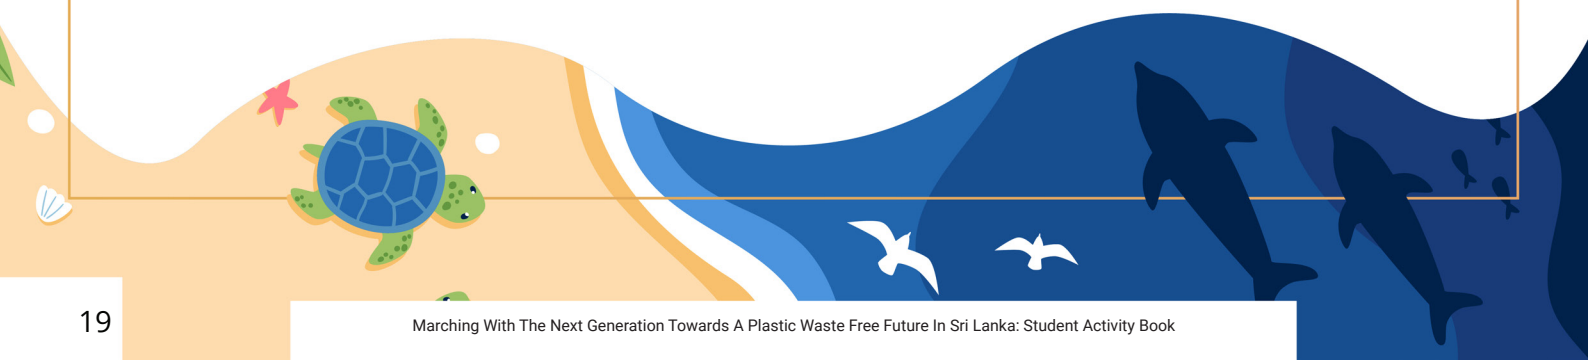 19
Marching With The Next Generation Towards A Plastic Waste Free Future In Sri Lanka: Student Activity Book